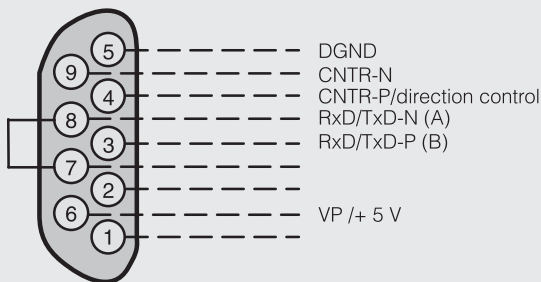 5 DGND
9 CNTR-N
4 CNTR-P/direction control
8 RxD/TxD-N (A)
3 RxD/TxD-P (B)
7
2
6 VP /+ 5 V
1